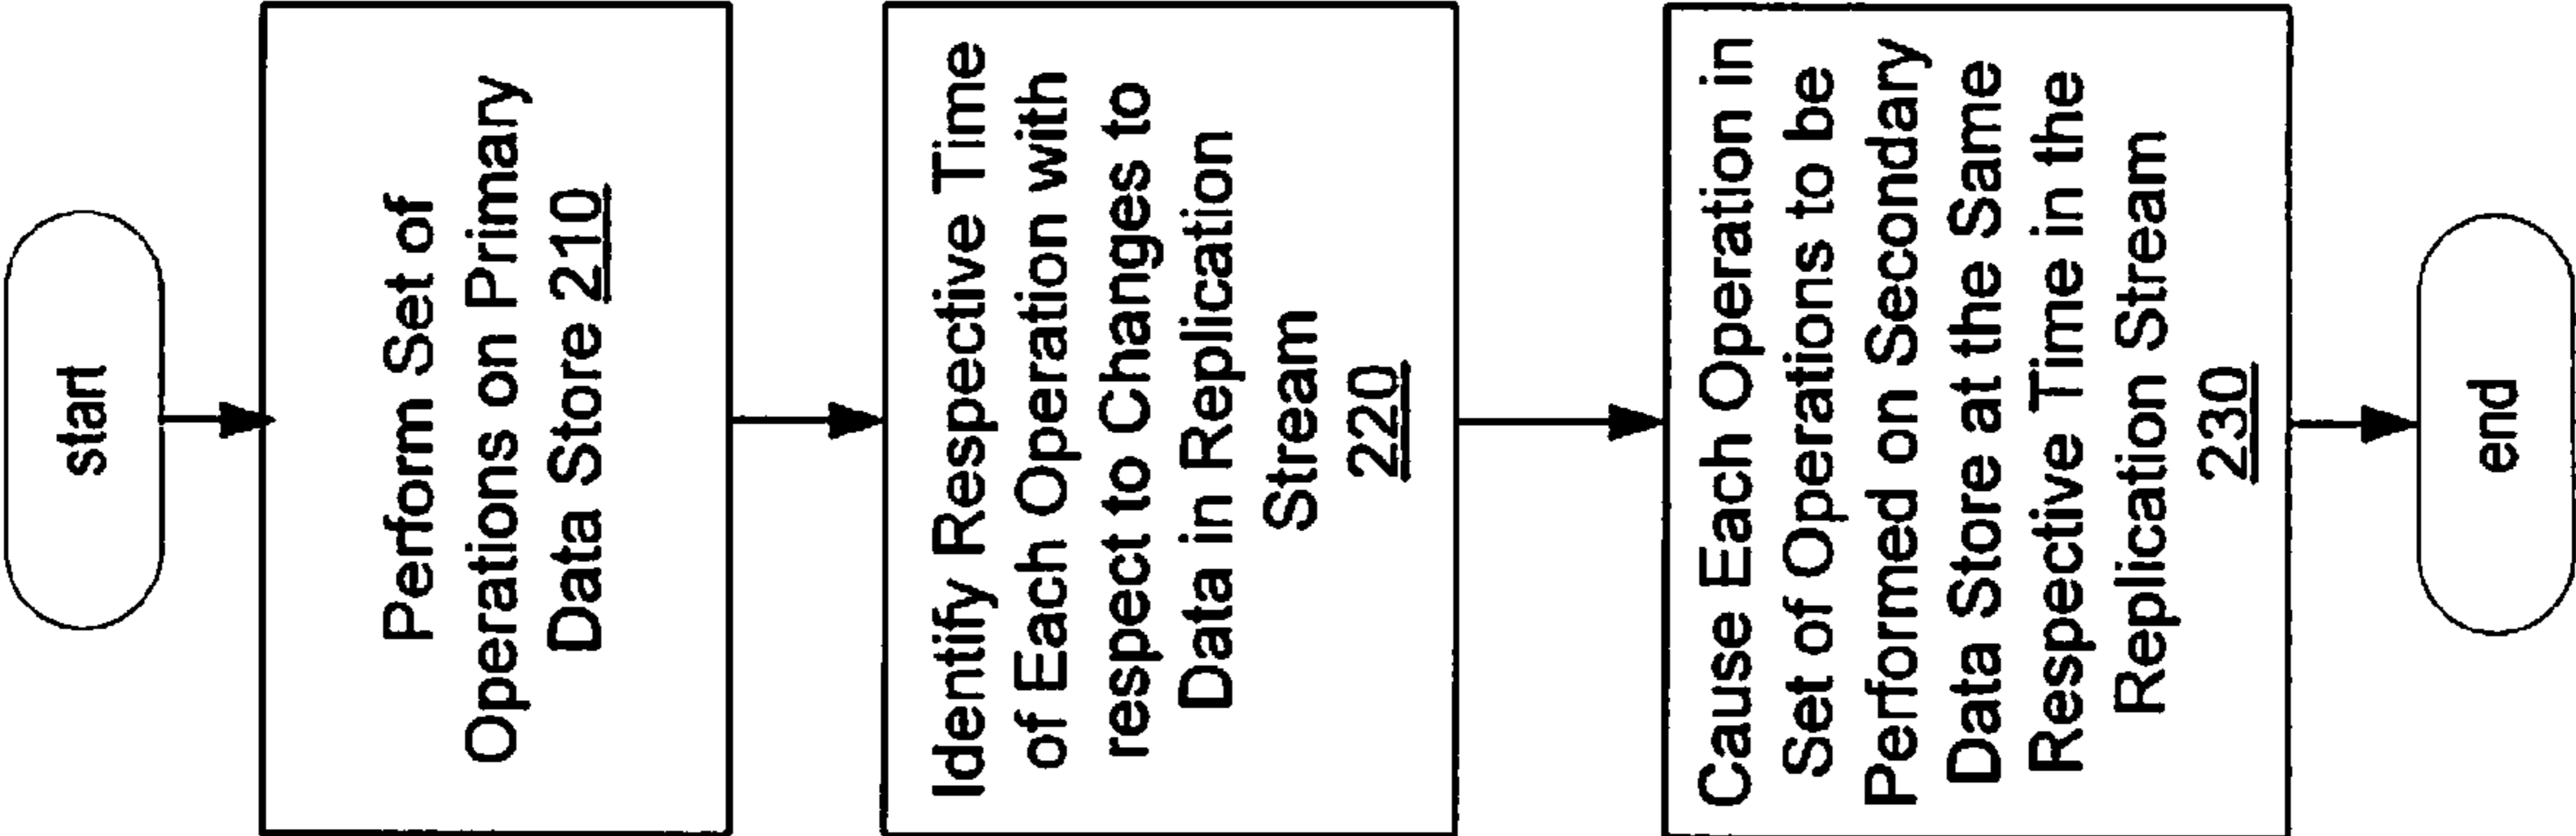 start
Perform Set of
Operations on Primary
Data Store 210
Identify Respective Time
of Each Operation with
respect to Changes to
Data in Replication
Stream
220
Cause Each Operation in
Set of Operations to be
Performed on Secondary
Data Store at the Same
Respective Time in the
Replication Stream
230
end